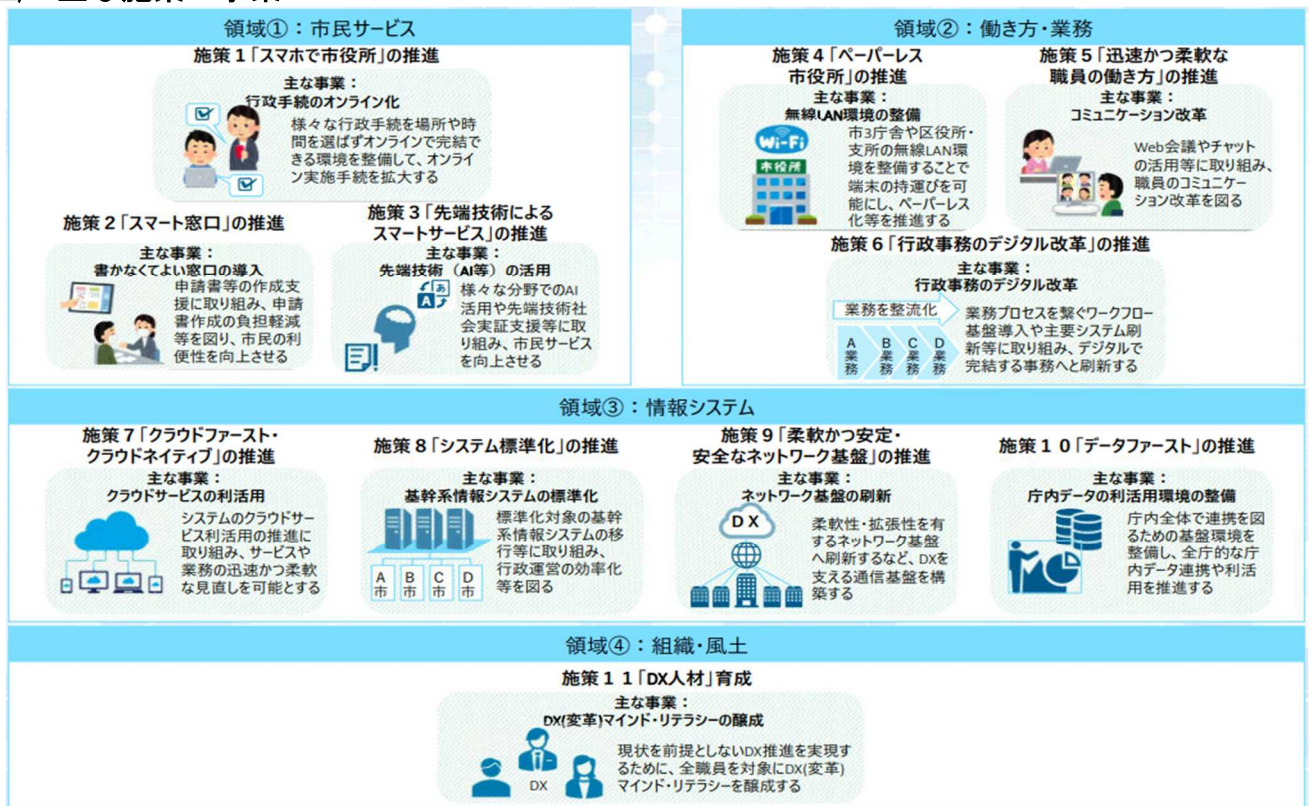 領域①：市民サービス
施策１「スマホで市役所」の推進
主な事業：
行政手続のオンライン化
様々な行政手続を場所や時
間を選ばずオンラインで完結で
きる環境を整備して、オンライ
ン実施手続を拡大する
施策２「スマート窓口」の推進
主な事業：
書かなくてよい窓口の導入
申請書等の作成支
援に取り組み、申請
書作成の負担軽減
等を図り、市民の利
便性を向上させる
施策３「先端技術による
スマートサービス」の推進
主な事業：
先端技術（AI等）の活用
あ
A
様々な分野でのAI
活用や先端技術社
会実証支援等に取
り組み、市民サービス
を向上させる
領域②：働き方・業務
施策４「ペーパーレス
市役所」の推進
主な事業：
無線LAN環境の整備
Wi-Fi
市役所
市3庁舎や区役所・
支所の無線LAN環
境を整備することで
端末の持運びを可
能にし、ペーパーレス
化等を推進する
施策５「迅速かつ柔軟な
職員の働き方」の推進
主な事業：
コミュニケーション改革
Web会議やチャット
の活用等に取り組み、
職員のコミュニケー
ション改革を図る
施策６「行政事務のデジタル改革」の推進
主な事業：
行政事務のデジタル改革
業務を整流化
A業務
B業務
C業務
D業務
業務プロセスを繋ぐワークフロー
基盤導入や主要システム刷
新等に取り組み、デジタルで
完結する事務へと刷新する
領域③：情報システム
施策７「クラウドファースト・
クラウドネイティブ」の推進
主な事業：
クラウドサービスの利活用
システムのクラウドサー
ビス利活用の推進に
取り組み、サービスや
業務の迅速かつ柔軟
な見直しを可能とする
施策８「システム標準化」の推進
主な事業：
基幹系情報システムの標準化
A市
B市
C市
D市
標準化対象の基幹
系情報システムの移
行等に取り組み、
行政運営の効率化
等を図る
施策９「柔軟かつ安定・
安全なネットワーク基盤」の推進
主な事業：
ネットワーク基盤の刷新
DX
柔軟性・拡張性を有
するネットワーク基盤
へ刷新するなど、DXを
支える通信基盤を構
築する
施策１０「データファースト」の推進
主な事業：
庁内データの利活用環境の整備
庁内全体で連携を図
るための基盤環境を
整備し、全庁的な庁
内データ連携や利活
用を推進する
領域④：組織・風土
施策１１「DX人材」育成
主な事業：
DX(変革)マインド・リテラシーの醸成
DX
現状を前提としないDX推進を実現す
るために、全職員を対象にDX(変革)
マインド・リテラシーを醸成する